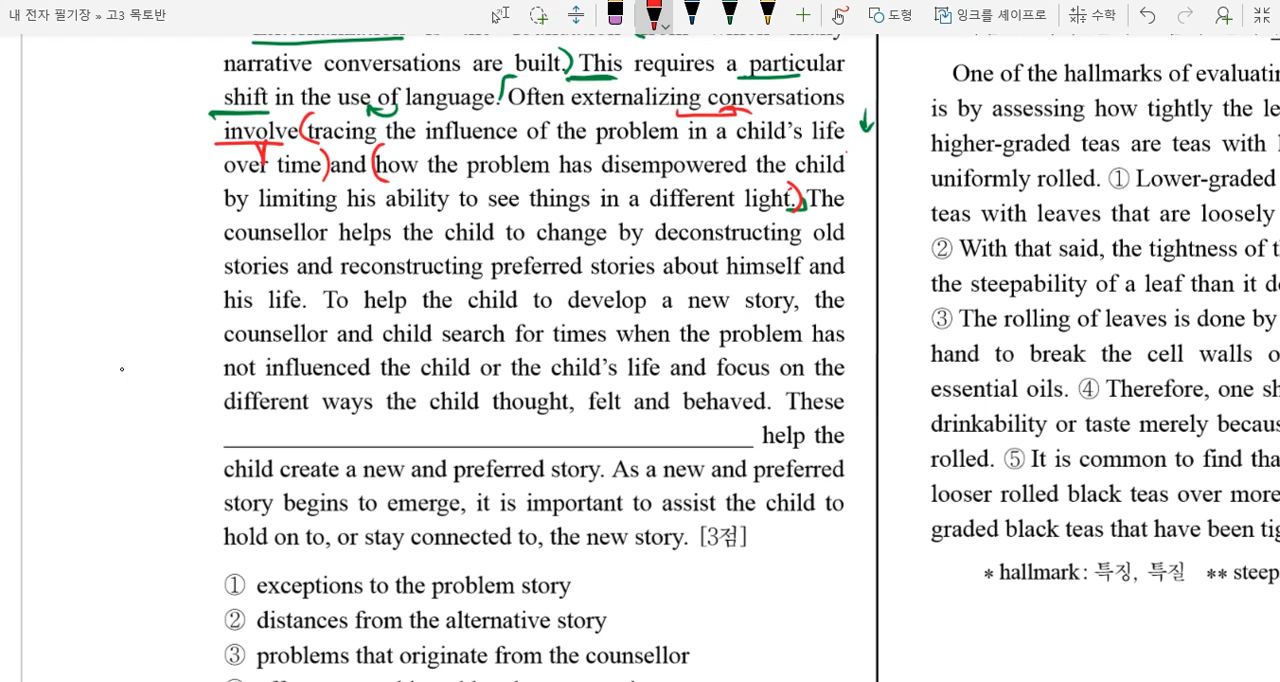 내 전자 필기장 » 고3 목토반
도형
잉크를 셰이프로
수학
narrative conversations are built. This requires a particular
shift in the use of language. Often externalizing conversations
involve tracing the influence of the problem in a child's life
over time and how the problem has disempowered the child
by limiting his ability to see things in a different light. The
counsellor helps the child to change by deconstructing old
stories and reconstructing preferred stories about himself and
his life. To help the child to develop a new story, the
counsellor and child search for times when the problem has
not influenced the child or the child's life and focus on the
different ways the child thought, felt and behaved. These
help the
child create a new and preferred story. As a new and preferred
story begins to emerge, it is important to assist the child to
hold on to, or stay connected to, the new story. [3점]
① exceptions to the problem story
② distances from the alternative story
③ problems that originate from the counsellor
One of the hallmarks of
is by assessing how tightly the
higher-graded teas are teas with
uniformly rolled. ① Lower-graded
teas with leaves that are loosely
② With that said, the tightness of
the steepability of a leaf than it
③ The rolling of leaves is done by
hand to break the cell walls
essential oils. ④ Therefore, one
drinkability or taste merely
rolled. ⑤ It is common to find
looser rolled black teas over more
graded black teas that have been
* hallmark: 특징, 특질 ** steep